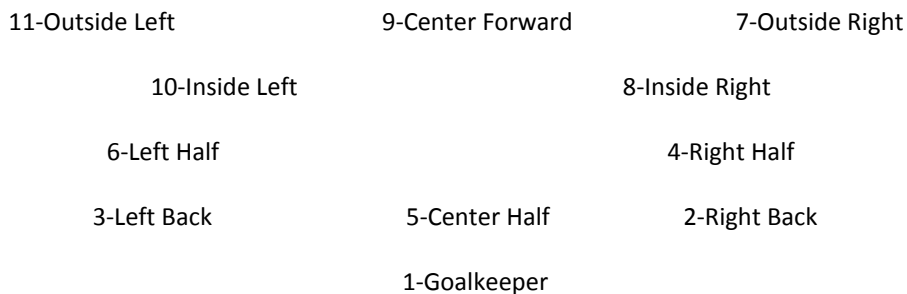 11-Outside Left 9-Center Forward 7-Outside Right
10-Inside Left 8-Inside Right
6-Left Half 4-Right Half
3-Left Back 5-Center Half 2-Right Back
1-Goalkeeper